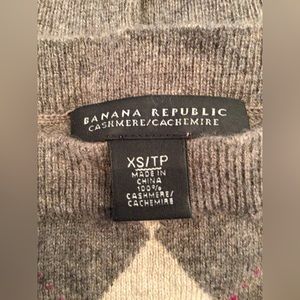 BANANA REPUBLIC
CASHMERE/CACHEMIRE
XS/TP
MADE IN
CHINA
100%
CASHMERE/
CACHEMIRE